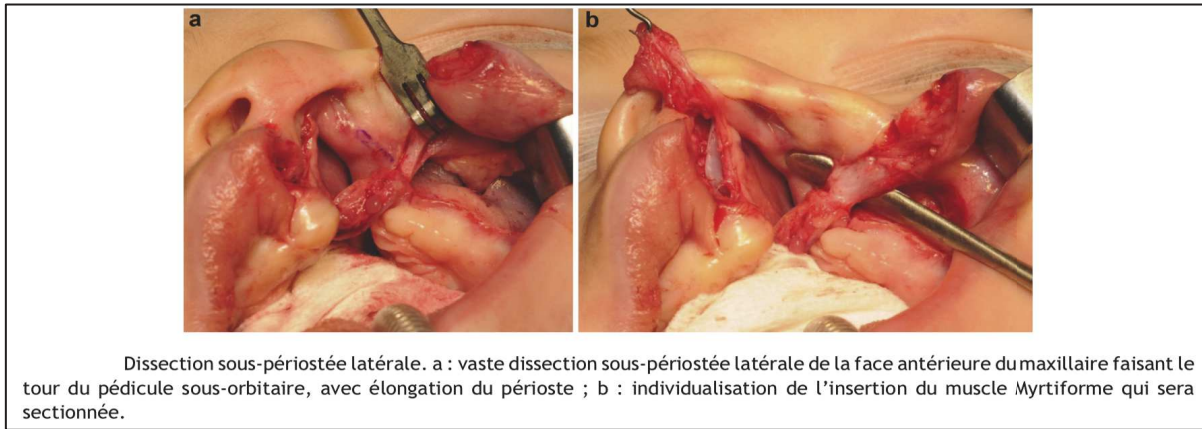 a
b
Dissection sous-périostée latérale. a : vaste dissection sous-périostée latérale de la face antérieure du maxillaire faisant le
tour du pédicule sous-orbitaire, avec élongation du périoste ; b : individualisation de l'insertion du muscle Myrtiforme qui sera
sectionnée.